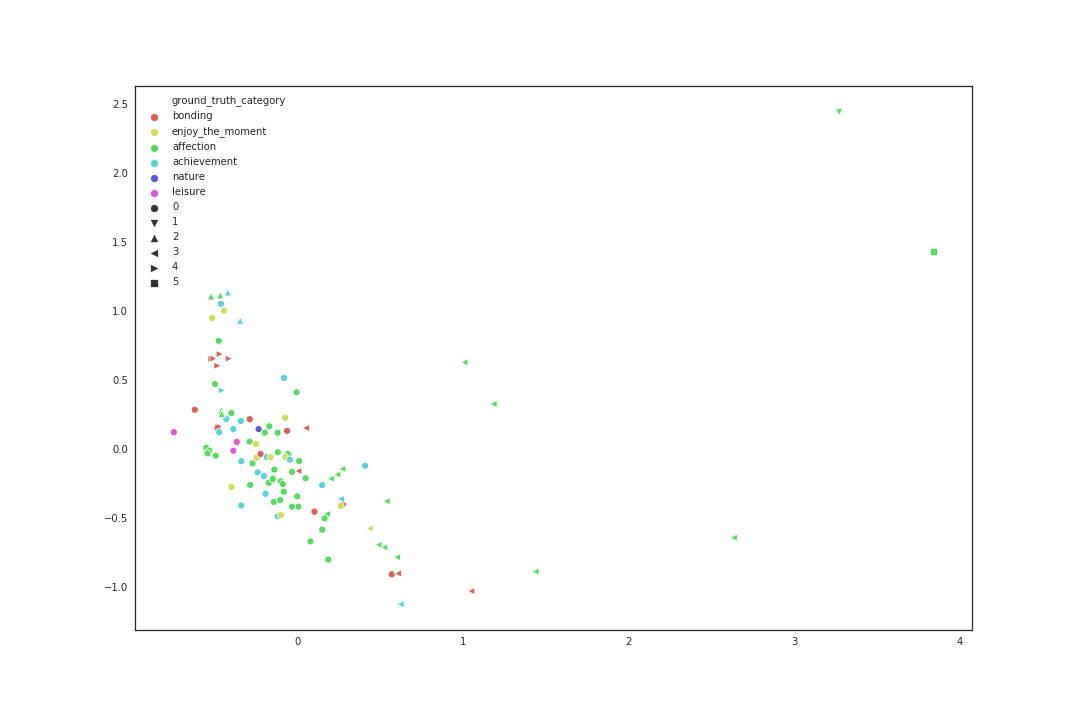 ground_truth_category
bonding
enjoy_the_moment
affection
achievement
nature
leisure
0
1
2
3
4
5
2.5
2.0
1.5
1.0
0.5
0.0
−0.5
−1.0
0 1 2 3 4